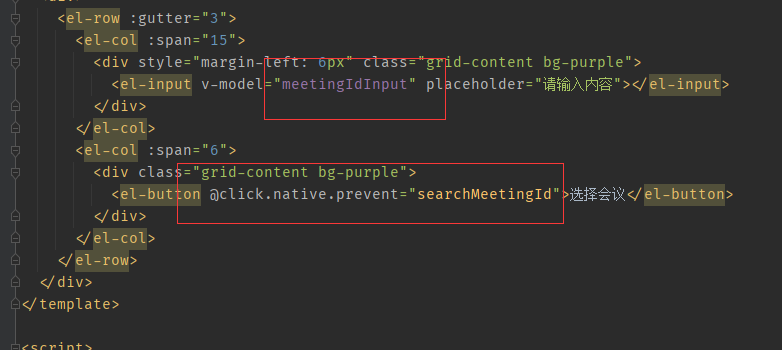 <el-row :gutter="3">
<el-col :span="15">
<div style="margin-left: 6px" class="grid-content bg-purple">
<el-input v-model="meetingIdInput" placeholder="请输入内容"></el-input>
</div>
</el-col>
<el-col :span="6">
<div class="grid-content bg-purple">
<el-button @click.native.prevent="searchMeetingId">选择会议</el-button>
</div>
</el-col>
</el-row>
</div>
</template>
<script>